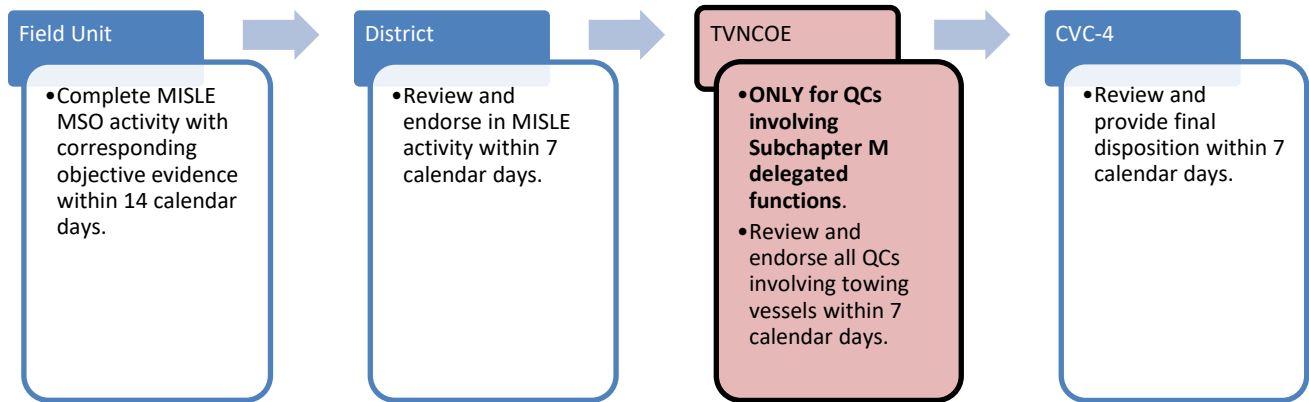 Field Unit
•Complete MISLE
MSO activity with
corresponding
objective evidence
within 14 calendar
days.
District
•Review and
endorse in MISLE
activity within 7
calendar days.
TVNCOE
•ONLY for QCs
involving
Subchapter M
delegated
functions.
•Review and
endorse all QCs
involving towing
vessels within 7
calendar days.
CVC-4
•Review and
provide final
disposition within 7
calendar days.